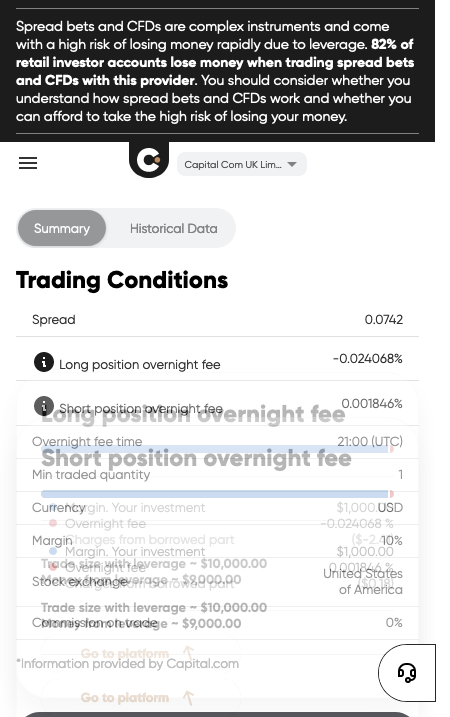 Spread bets and CFDs are complex instruments and come
with a high risk of losing money rapidly due to leverage. 82% of
retail investor accounts lose money when trading spread bets
and CFDs with this provider. You should consider whether you
understand how spread bets and CFDs work and whether you
can afford to take the high risk of losing your money.
Capital Com UK Lim...
Summary Historical Data
Trading Conditions
Spread 0.0742
Long position overnight fee -0.024068%
Short position overnight fee 0.001846%
Long position overnight fee
Overnight fee time 21:00 (UTC)
Short position overnight fee
Min traded quantity 1
Currency USD
Margin. Your investment $1,000.00
Overnight fee -0.024068 %
Charges from borrowed part
Margin 10%
Margin. Your investment $1,000.00
Trade size with leverage ~ $10,000.00
Overnight fee 0.001846 %
Stock exchange United States
of America
Money from leverage ~ $9,000.00
Charges from borrowed part
Trade size with leverage ~ $10,000.00
Commission on trade 0%
Money from leverage ~ $9,000.00
Go to platform
*Information provided by Capital.com
Go to platform